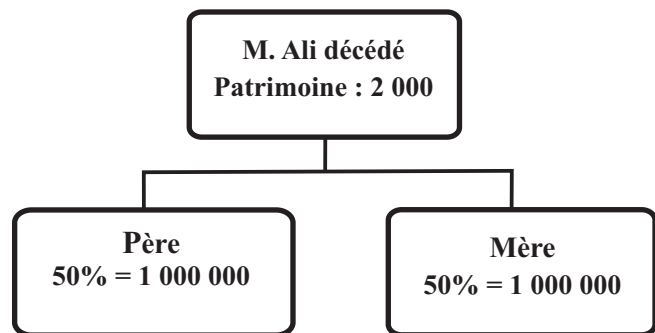 M. Ali décédé
Patrimoine : 2 000
Père
50% = 1 000 000
Mère
50% = 1 000 000